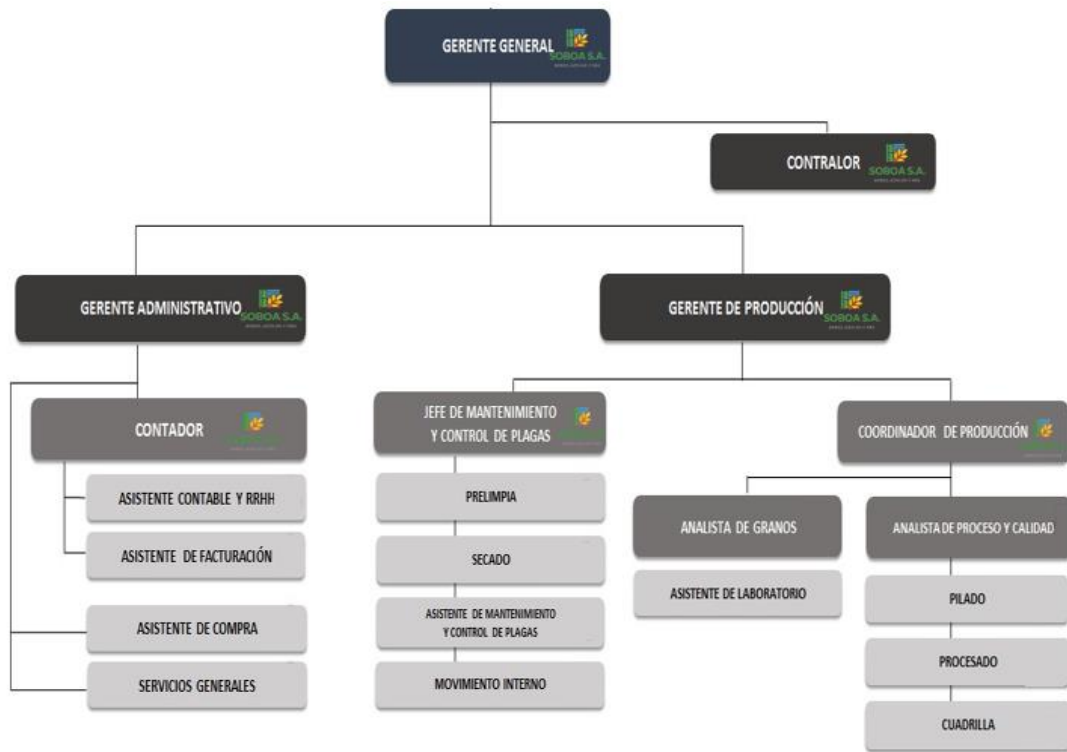 GERENTE GENERAL
SOBOA S.A.
CONTRALOR
SOBOA S.A.
GERENTE ADMINISTRATIVO
SOBOA S.A.
GERENTE DE PRODUCCIÓN
SOBOA S.A.
CONTADOR
ASISTENTE CONTABLE Y RRHH
ASISTENTE DE FACTURACIÓN
ASISTENTE DE COMPRA
SERVICIOS GENERALES
JEFE DE MANTENIMIENTO
Y CONTROL DE PLAGAS
PRELIMPIA
SECADO
ASISTENTE DE MANTENIMIENTO
Y CONTROL DE PLAGAS
MOVIMIENTO INTERNO
COORDINADOR DE PRODUCCIÓN
ANALISTA DE GRANOS
ASISTENTE DE LABORATORIO
ANALISTA DE PROCESO Y CALIDAD
PILADO
PROCESADO
CUADRILLA